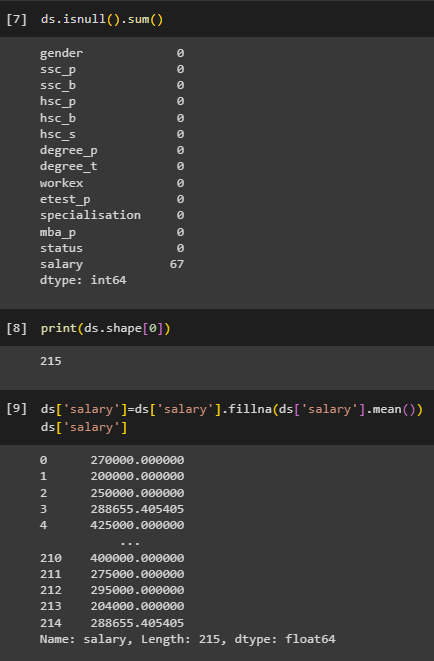 [7] ds.isnull().sum()
gender 0
ssc_p 0
ssc_b 0
hsc_p 0
hsc_b 0
hsc_s 0
degree_p 0
degree_t 0
workex 0
etest_p 0
specialisation 0
mba_p 0
status 0
salary 67
dtype: int64
[8] print(ds.shape[0])
215
[9] ds['salary']=ds['salary'].fillna(ds['salary'].mean())
ds['salary']
0 270000.000000
1 200000.000000
2 250000.000000
3 288655.405405
4 425000.000000
...
210 400000.000000
211 275000.000000
212 295000.000000
213 204000.000000
214 288655.405405
Name: salary, Length: 215, dtype: float64